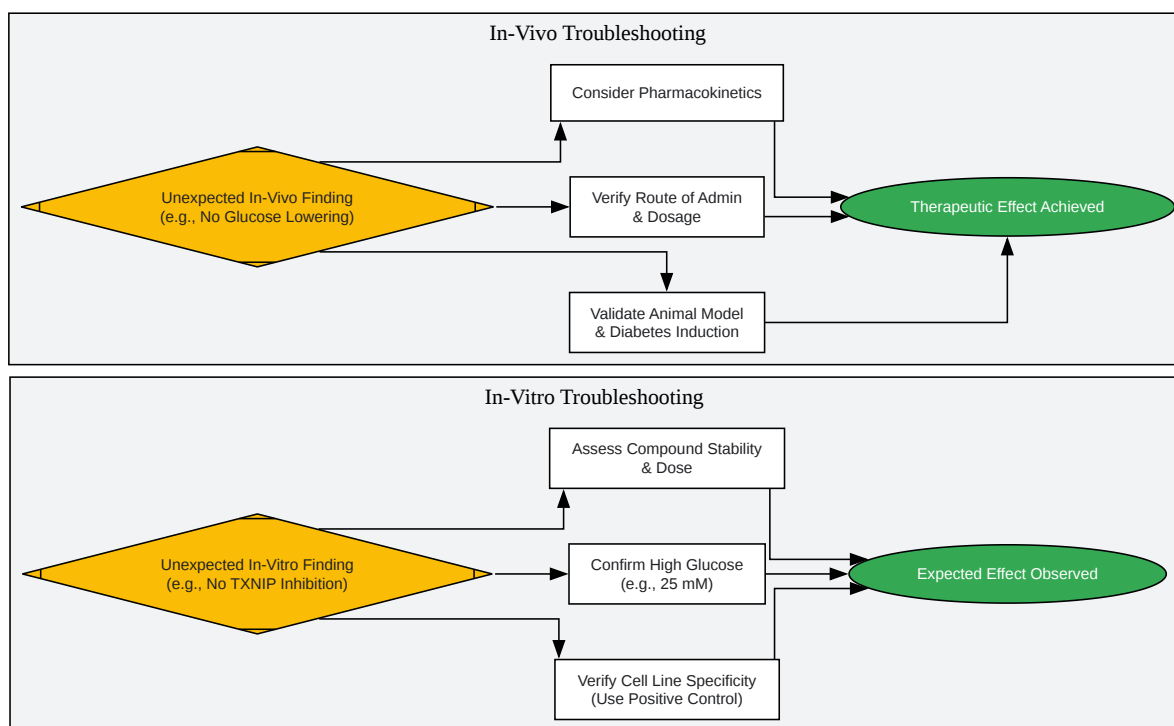 In-Vivo Troubleshooting
Consider Pharmacokinetics
Unexpected In-Vivo Finding
(e.g., No Glucose Lowering)
Verify Route of Admin
& Dosage
Therapeutic Effect Achieved
Validate Animal Model
& Diabetes Induction
In-Vitro Troubleshooting
Assess Compound Stability
& Dose
Unexpected In-Vitro Finding
(e.g., No TXNIP Inhibition)
Confirm High Glucose
(e.g., 25 mM)
Expected Effect Observed
Verify Cell Line Specificity
(Use Positive Control)